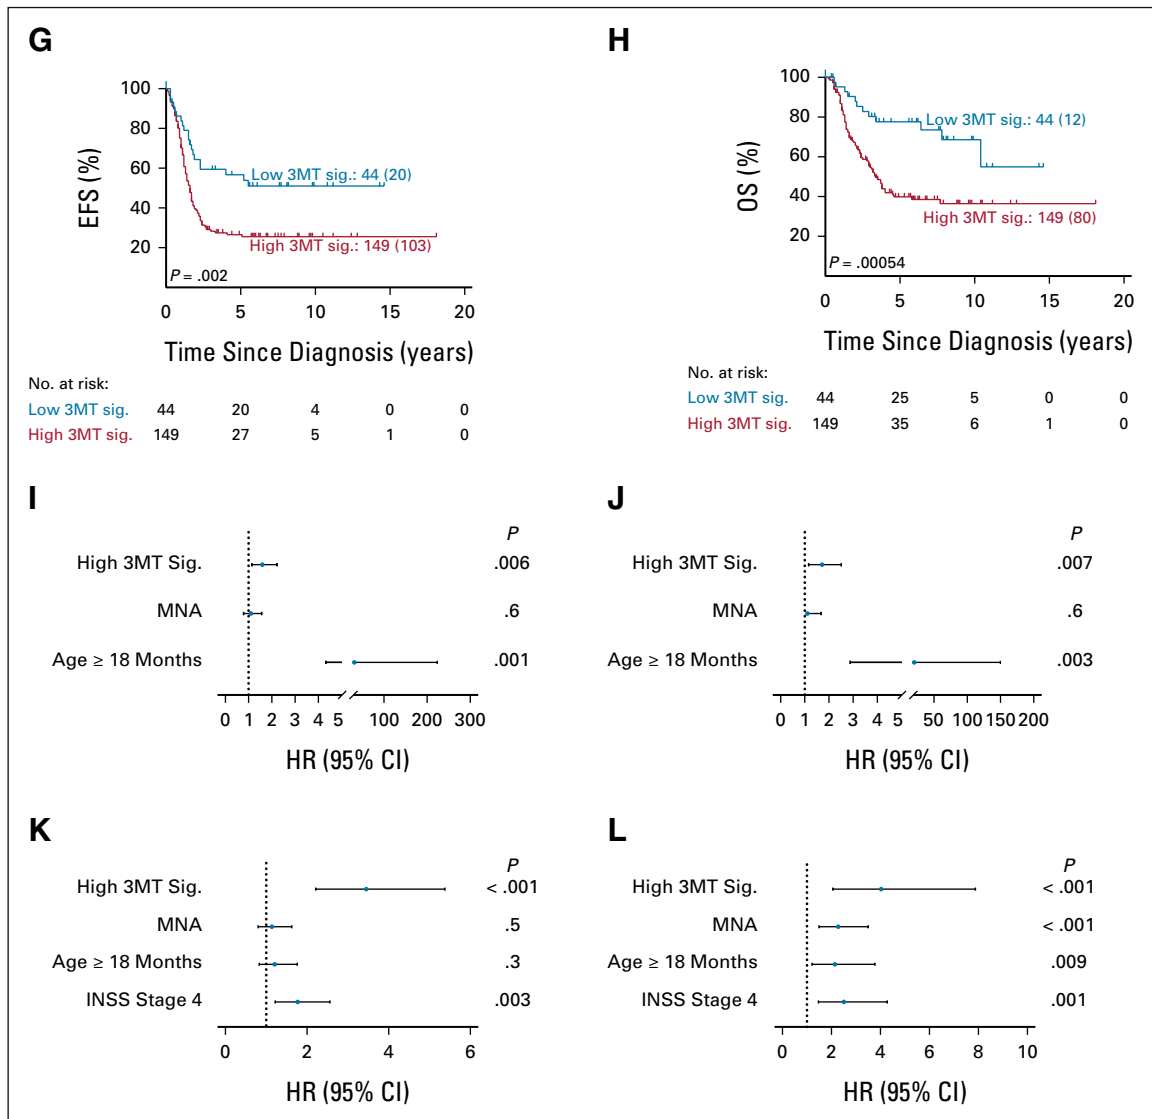 G
EFS (%)
100
80
60
40
20
Low 3MT sig.: 44 (20)
High 3MT sig.: 149 (103)
P = .002
0 5 10 15 20
Time Since Diagnosis (years)
No. at risk:
Low 3MT sig. 44 20 4 0 0
High 3MT sig. 149 27 5 1 0
H
OS (%)
100
80
60
40
20
Low 3MT sig.: 44 (12)
High 3MT sig.: 149 (80)
P = .00054
0 5 10 15 20
Time Since Diagnosis (years)
No. at risk:
Low 3MT sig. 44 25 5 0 0
High 3MT sig. 149 35 6 1 0
I
P
High 3MT Sig. .006
MNA .6
Age ≥ 18 Months .001
0 1 2 3 4 5 100 200 300
HR (95% CI)
J
P
High 3MT Sig. .007
MNA .6
Age ≥ 18 Months .003
0 1 2 3 4 5 50 100 150 200
HR (95% CI)
K
P
High 3MT Sig. < .001
MNA .5
Age ≥ 18 Months .3
INSS Stage 4 .003
0 2 4 6
HR (95% CI)
L
P
High 3MT Sig. < .001
MNA < .001
Age ≥ 18 Months .009
INSS Stage 4 .001
0 2 4 6 8 10
HR (95% CI)